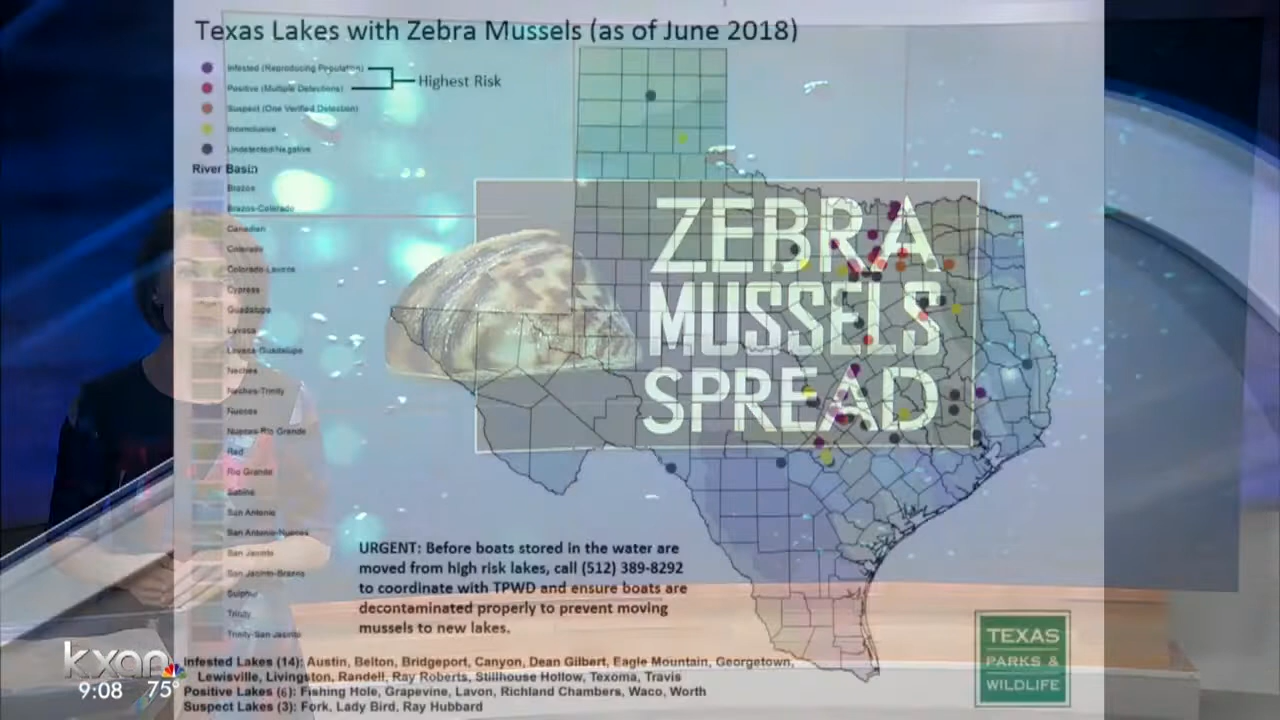 Texas Lakes with Zebra Mussels (as of June 2018)
Infested (Reproducing Population)
Positive (Multiple Detections)
Highest Risk
Suspect (One Verified Detection)
Inconclusive
Undetected/Negative
River Basin
Brazos
Brazos-Colorado
Canadian
Colorado
Colorado-Lavaca
Cypress
Guadalupe
Lavaca
Lavaca-Guadalupe
Neches
Neches-Trinity
Nueces
Nueces-Rio Grande
Red
Rio Grande
Sabine
San Antonio
San Antonio-Nueces
San Jacinto
San Jacinto-Brazos
Sulphur
Trinity
Trinity-San Jacinto
ZEBRA
MUSSELS
SPREAD
URGENT: Before boats stored in the water are
moved from high risk lakes, call (512) 389-8292
to coordinate with TPWD and ensure boats are
decontaminated properly to prevent moving
mussels to new lakes.
TEXAS
PARKS &
WILDLIFE
kxan
9:08 75°
Infested Lakes (14): Austin, Belton, Bridgeport, Canyon, Dean Gilbert, Eagle Mountain, Georgetown,
Lewisville, Livingston, Randell, Ray Roberts, Stillhouse Hollow, Texoma, Travis
Positive Lakes (6): Fishing Hole, Grapevine, Lavon, Richland Chambers, Waco, Worth
Suspect Lakes (3): Fork, Lady Bird, Ray Hubbard